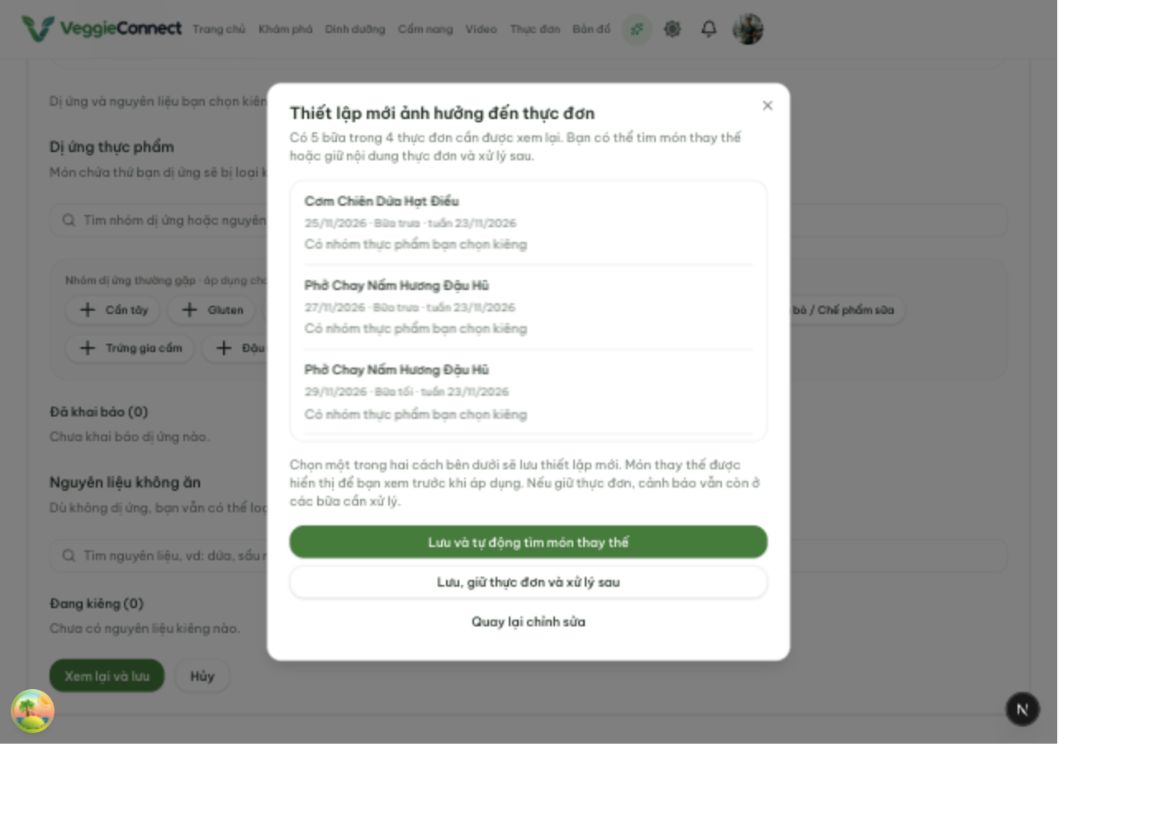 VeggieConnect Trang chủ Khám phá Dinh dưỡng Cẩm nang Video Thực đơn Bản đồ
Dị ứng và nguyên liệu bạn chọn kiên
Dị ứng thực phẩm
Món chứa thứ bạn dị ứng sẽ bị loại k
Tìm nhóm dị ứng hoặc nguyên
Nhóm dị ứng thường gặp · áp dụng cho
Cần tây
Gluten
bò / Chế phẩm sữa
Trứng gia cầm
Đậu
Đã khai báo (0)
Chưa khai báo dị ứng nào.
Nguyên liệu không ăn
Dù không dị ứng, bạn vẫn có thể loạ
Tìm nguyên liệu, vd: dứa, sầu r
Đang kiêng (0)
Chưa có nguyên liệu kiêng nào.
Xem lại và lưu
Hủy
Thiết lập mới ảnh hưởng đến thực đơn
Có 5 bữa trong 4 thực đơn cần được xem lại. Bạn có thể tìm món thay thế
hoặc giữ nội dung thực đơn và xử lý sau.
Cơm Chiên Dứa Hạt Điều
25/11/2026 · Bữa trưa · tuần 23/11/2026
Có nhóm thực phẩm bạn chọn kiêng
Phở Chay Nấm Hương Đậu Hũ
27/11/2026 · Bữa trưa · tuần 23/11/2026
Có nhóm thực phẩm bạn chọn kiêng
Phở Chay Nấm Hương Đậu Hũ
29/11/2026 · Bữa tối · tuần 23/11/2026
Có nhóm thực phẩm bạn chọn kiêng
Chọn một trong hai cách bên dưới sẽ lưu thiết lập mới. Món thay thế được
hiển thị để bạn xem trước khi áp dụng. Nếu giữ thực đơn, cảnh báo vẫn còn ở
các bữa cần xử lý.
Lưu và tự động tìm món thay thế
Lưu, giữ thực đơn và xử lý sau
Quay lại chỉnh sửa
N